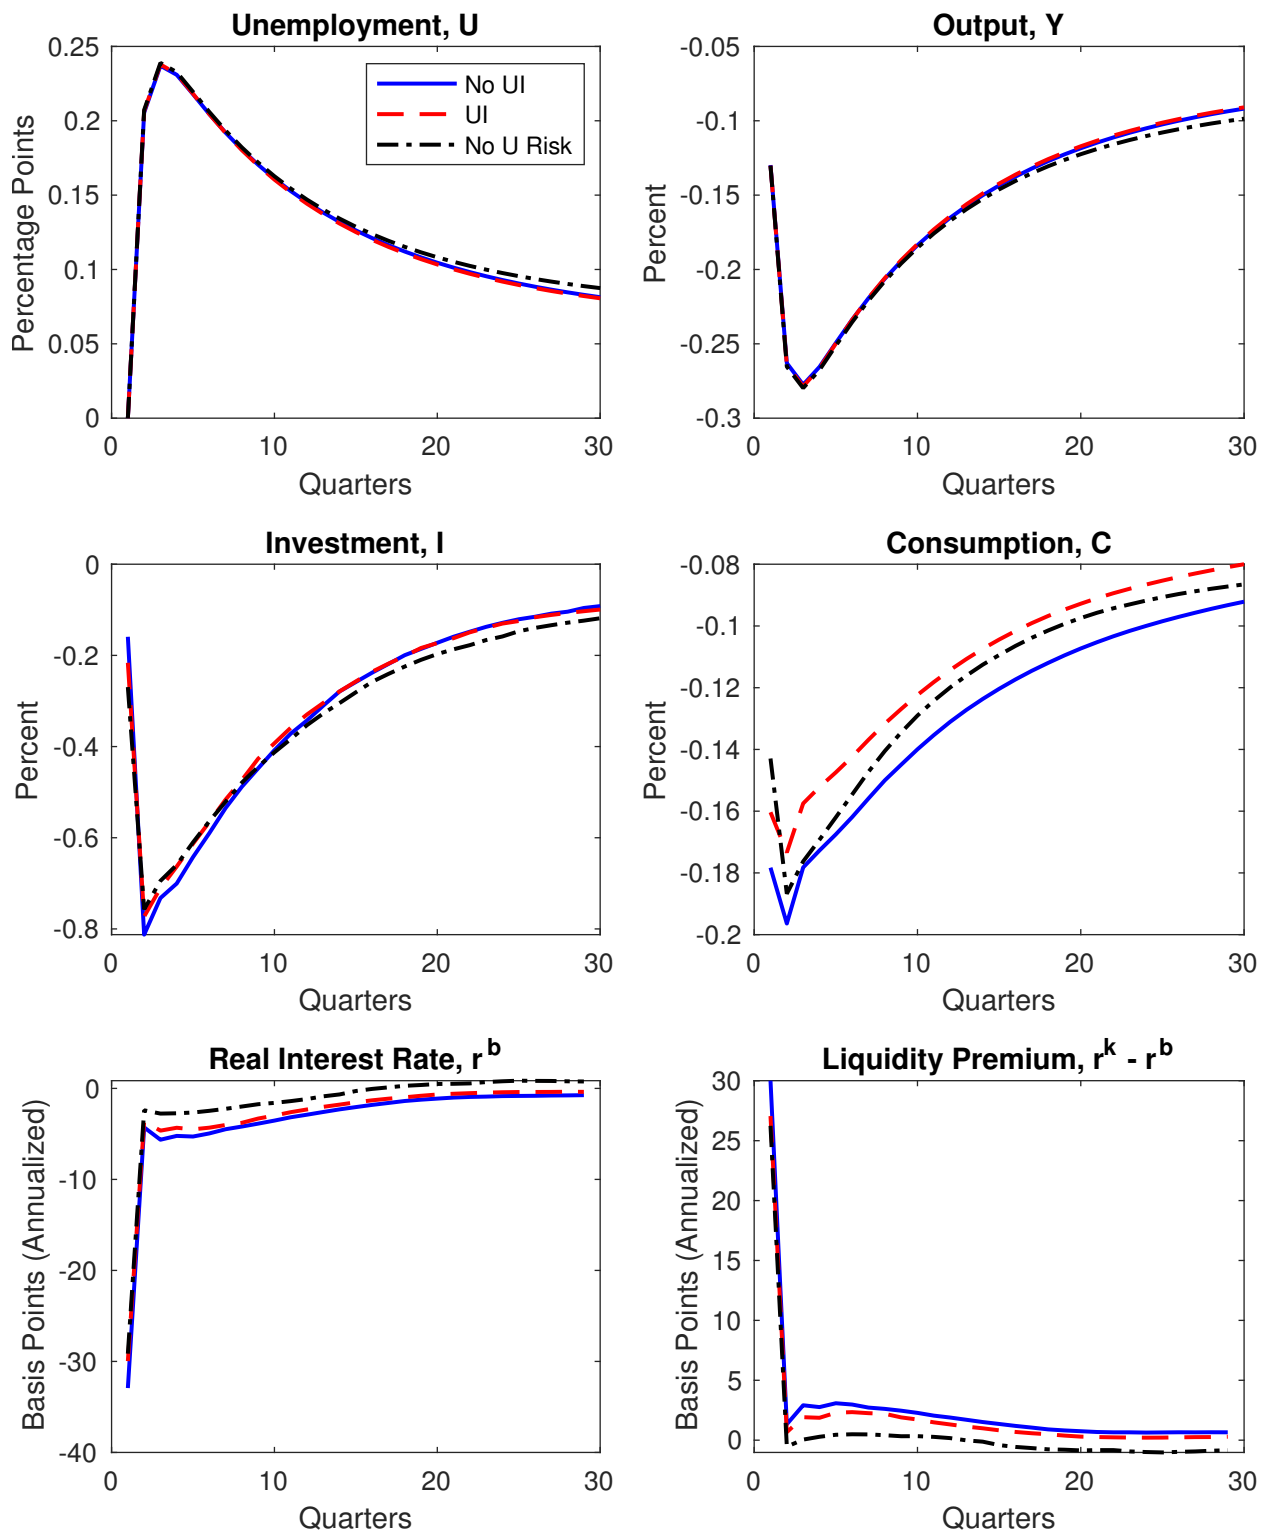 Unemployment, U
0.25
0.2
0.15
0.1
0.05
0
Percentage Points
No UI
UI
No U Risk
0 10 20 30
Quarters
Output, Y
-0.05
-0.1
-0.15
-0.2
-0.25
-0.3
Percent
0 10 20 30
Quarters
Investment, I
0
-0.2
-0.4
-0.6
-0.8
Percent
0 10 20 30
Quarters
Consumption, C
-0.08
-0.1
-0.12
-0.14
-0.16
-0.18
-0.2
Percent
0 10 20 30
Quarters
Real Interest Rate, r^b
0
-10
-20
-30
-40
Basis Points (Annualized)
0 10 20 30
Quarters
Liquidity Premium, r^k - r^b
30
25
20
15
10
5
0
Basis Points (Annualized)
0 10 20 30
Quarters